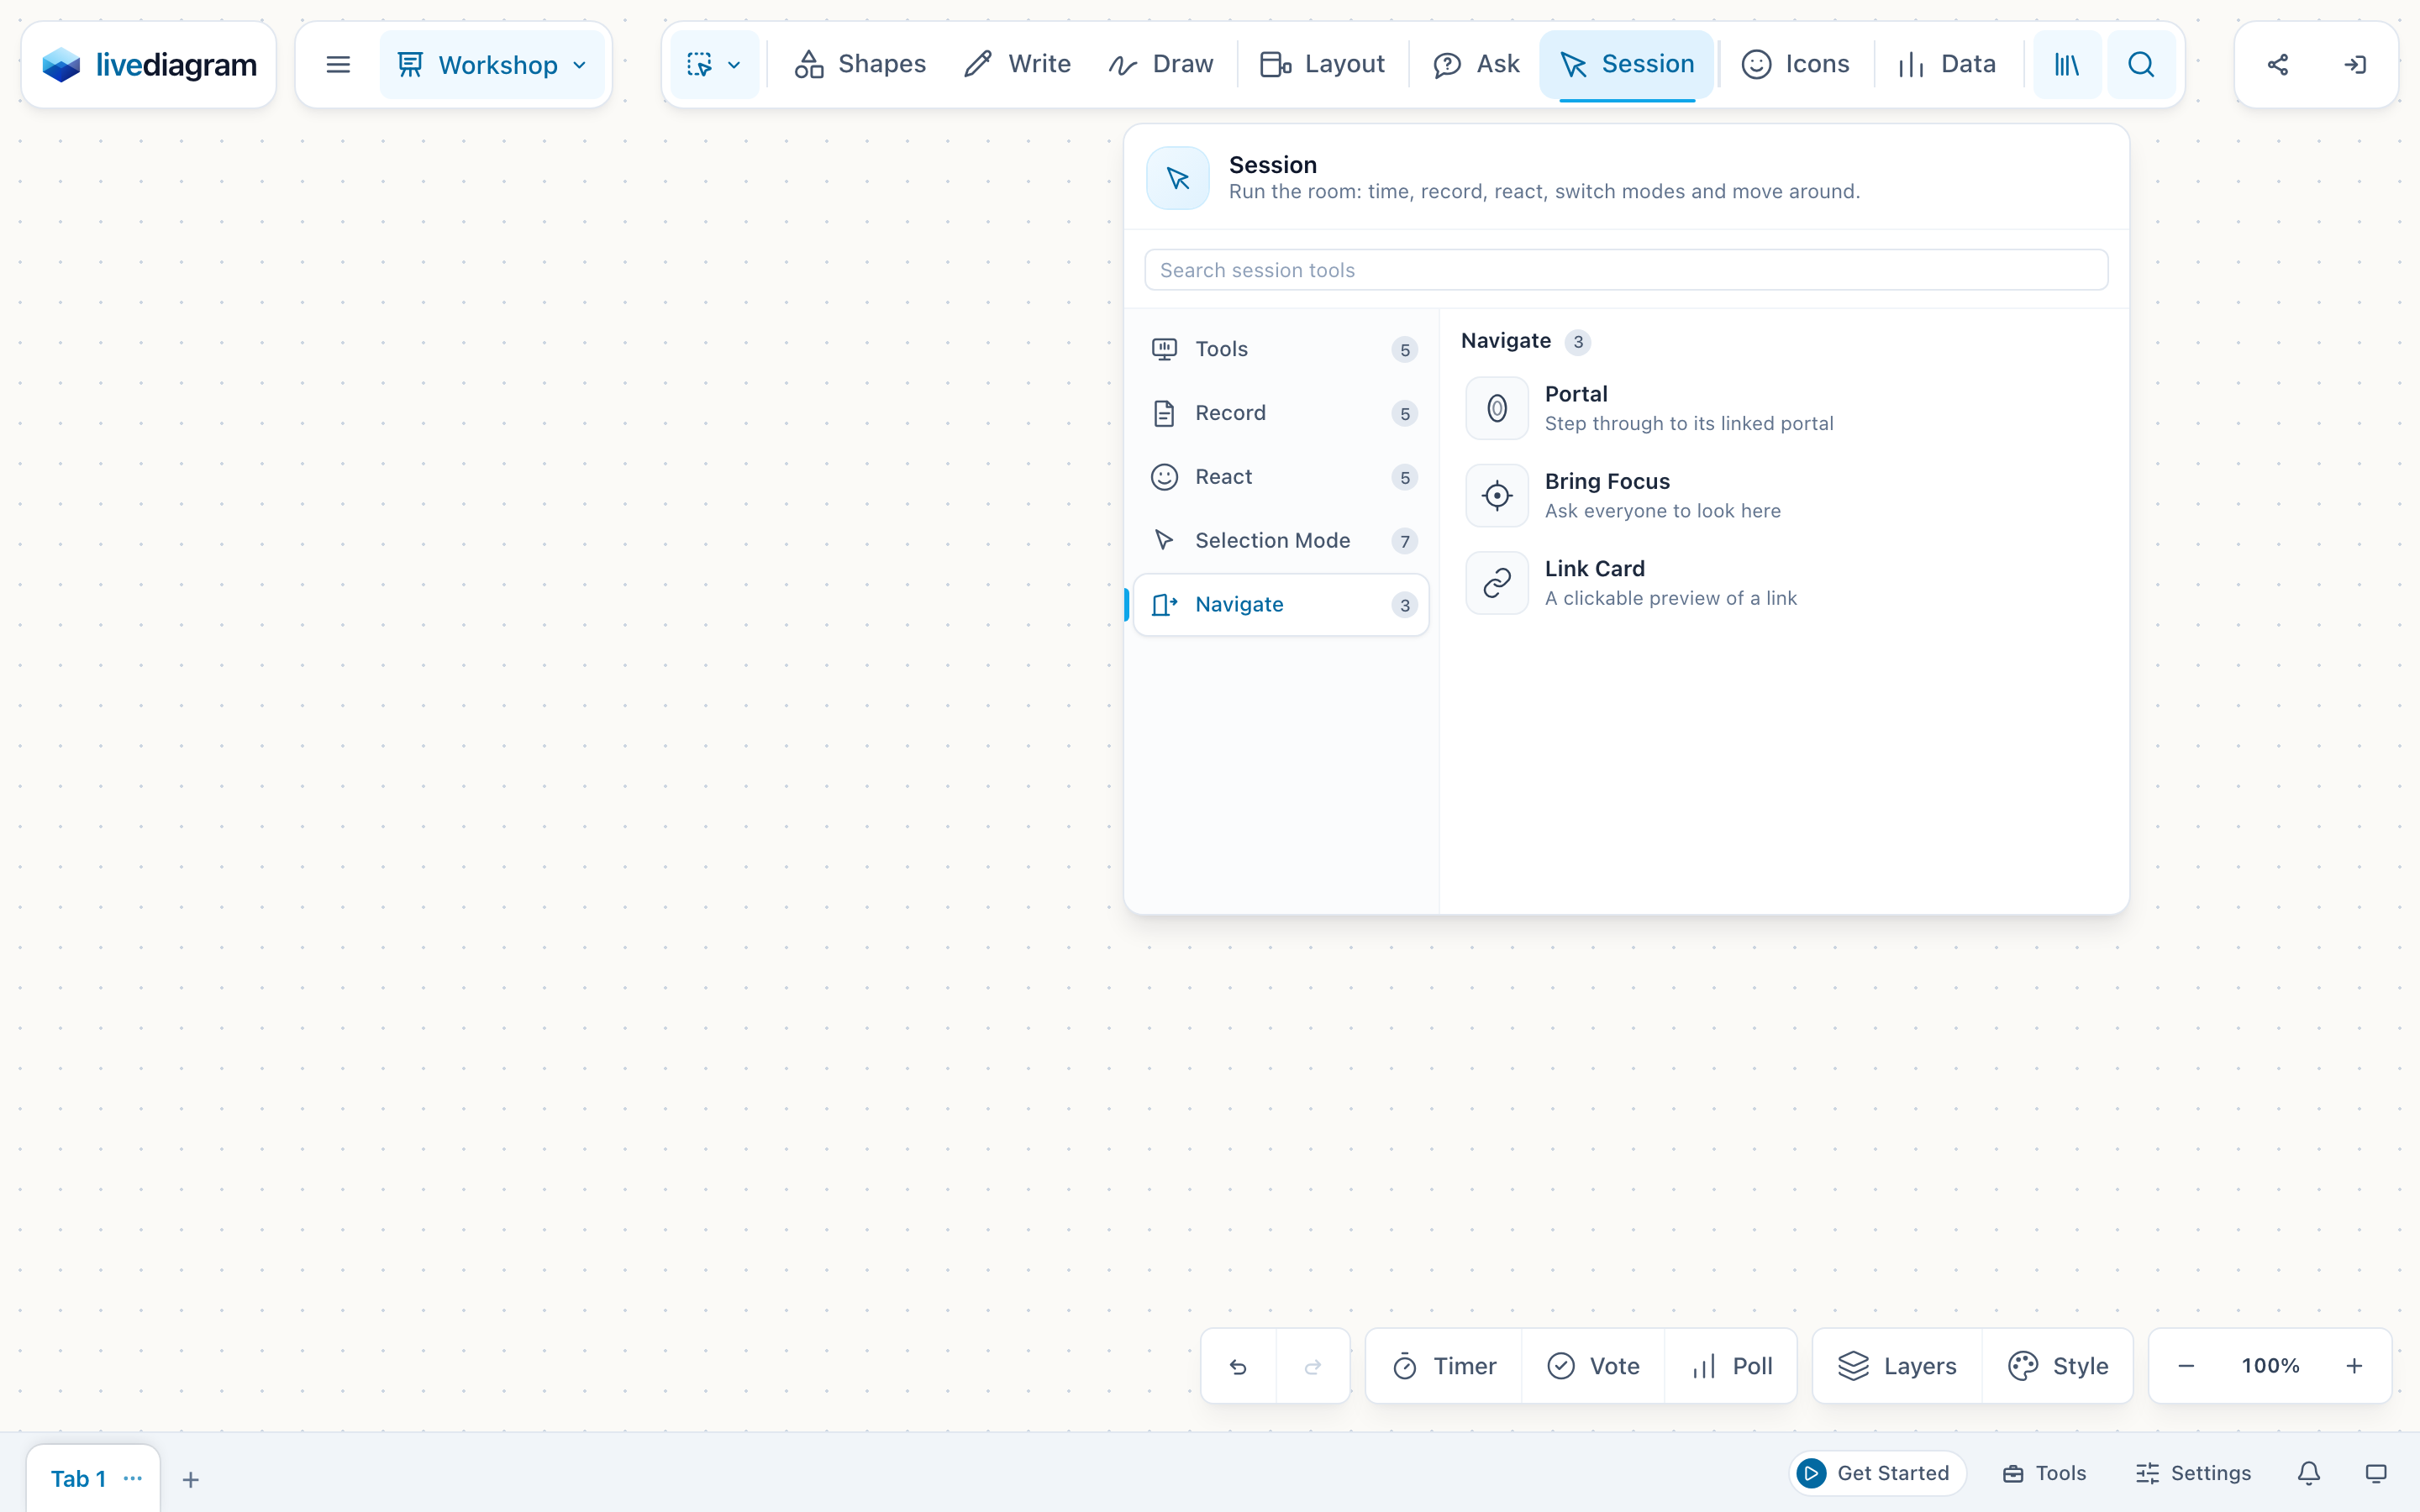 livediagram
Workshop
Shapes
Write
Draw
Layout
Ask
Session
Icons
Data
Session
Run the room: time, record, react, switch modes and move around.
Search session tools
Tools 5
Record 5
React 5
Selection Mode 7
Navigate 3
Navigate 3
Portal
Step through to its linked portal
Bring Focus
Ask everyone to look here
Link Card
A clickable preview of a link
Timer
Vote
Poll
Layers
Style
100%
Tab 1
Get Started
Tools
Settings